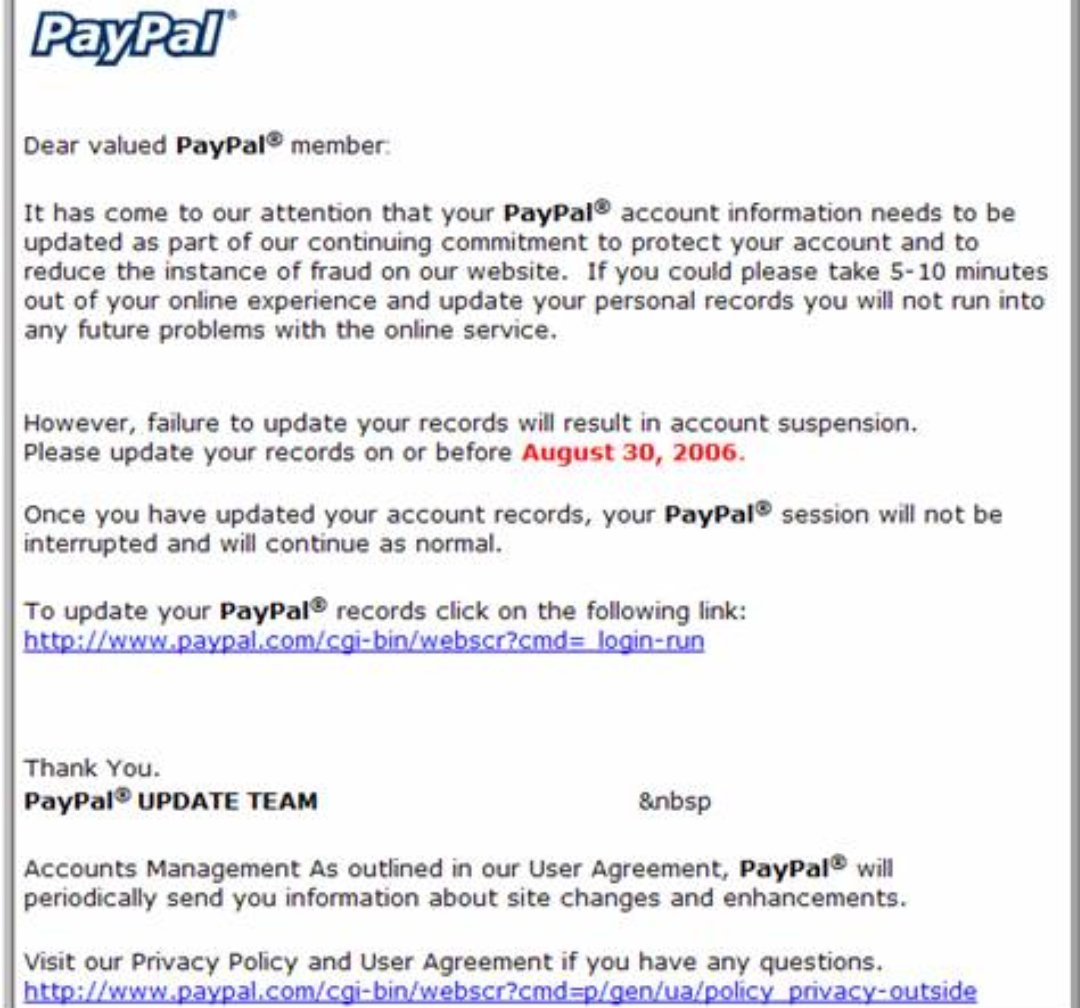 PayPal®
Dear valued PayPal® member:
It has come to our attention that your PayPal® account information needs to be
updated as part of our continuing commitment to protect your account and to
reduce the instance of fraud on our website.  If you could please take 5-10 minutes
out of your online experience and update your personal records you will not run into
any future problems with the online service.
However, failure to update your records will result in account suspension.
Please update your records on or before August 30, 2006.
Once you have updated your account records, your PayPal® session will not be
interrupted and will continue as normal.
To update your PayPal® records click on the following link:
http://www.paypal.com/cgi-bin/webscr?cmd=_login-run
Thank You.
PayPal® UPDATE TEAM &nbsp
Accounts Management As outlined in our User Agreement, PayPal® will
periodically send you information about site changes and enhancements.
Visit our Privacy Policy and User Agreement if you have any questions.
http://www.paypal.com/cgi-bin/webscr?cmd=p/gen/ua/policy_privacy-outside